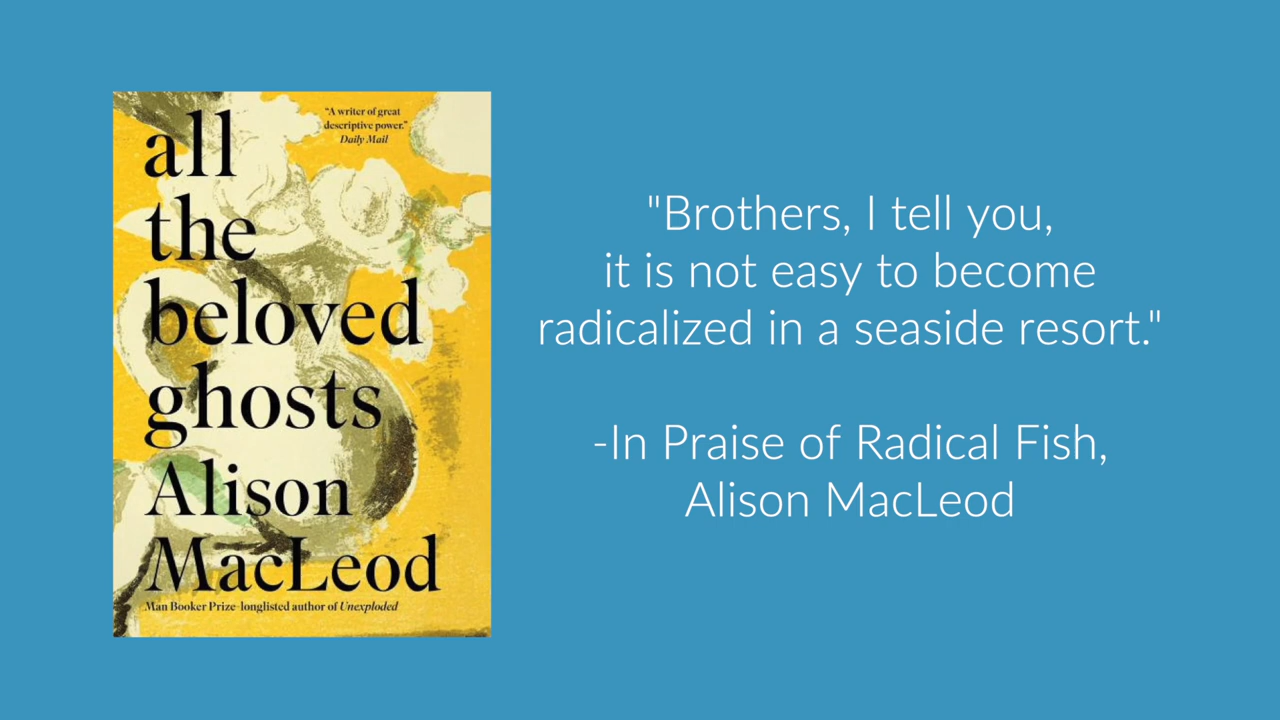 all
the
beloved
ghosts
Alison
MacLeod
"A writer of great
descriptive power."
Daily Mail
Man Booker Prize-longlisted author of Unexploded
"Brothers, I tell you,
it is not easy to become
radicalized in a seaside resort."
-In Praise of Radical Fish,
Alison MacLeod